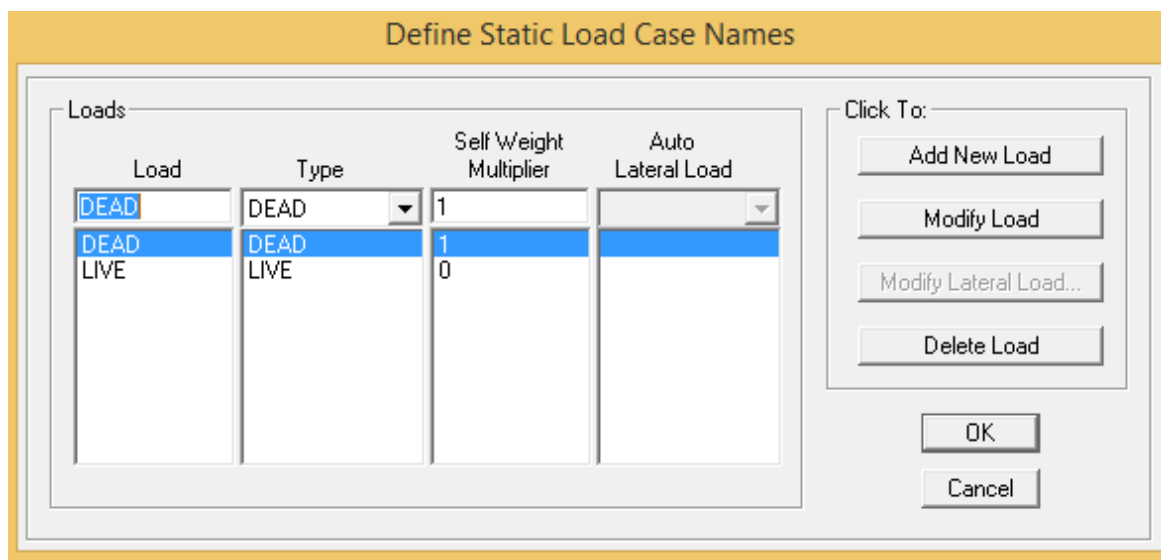 Define Static Load Case Names
Loads
Load Type Self Weight Multiplier Auto Lateral Load
DEAD DEAD 1
DEAD DEAD 1
LIVE LIVE 0
Click To:
Add New Load
Modify Load
Modify Lateral Load...
Delete Load
OK
Cancel